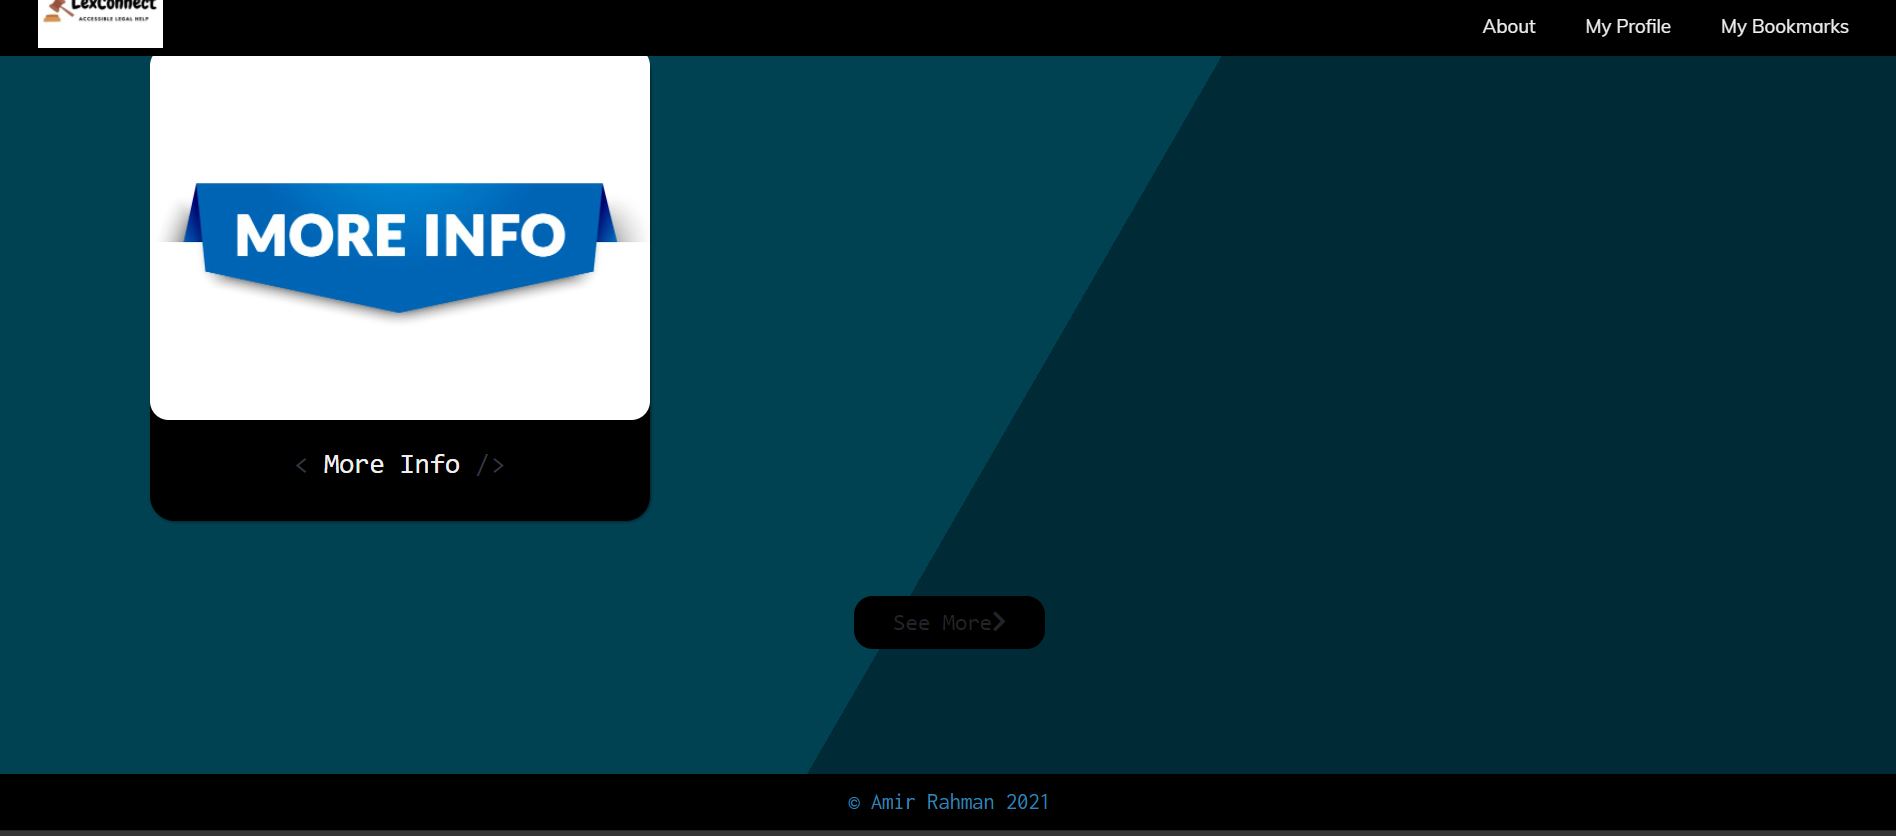 LexConnect
ACCESSIBLE LEGAL HELP
About My Profile My Bookmarks
MORE INFO
< More Info />
See More
© Amir Rahman 2021